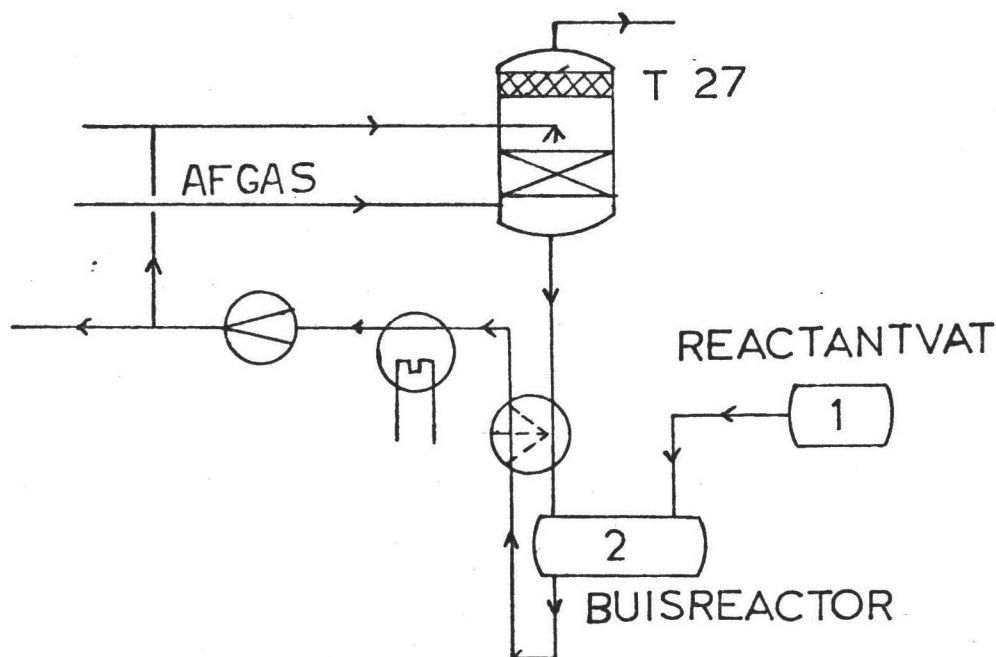 T 27
AFGAS
REACTANTVAT
1
2
BUISREACTOR